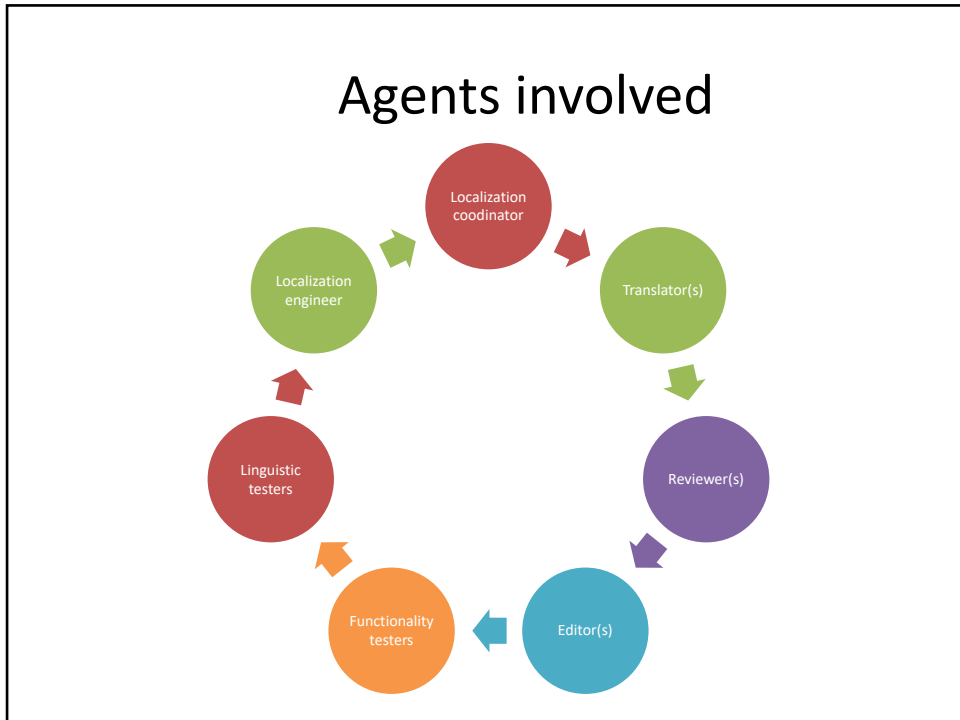 Agents involved
Localization
coodinator
Translator(s)
Reviewer(s)
Editor(s)
Functionality
testers
Linguistic
testers
Localization
engineer